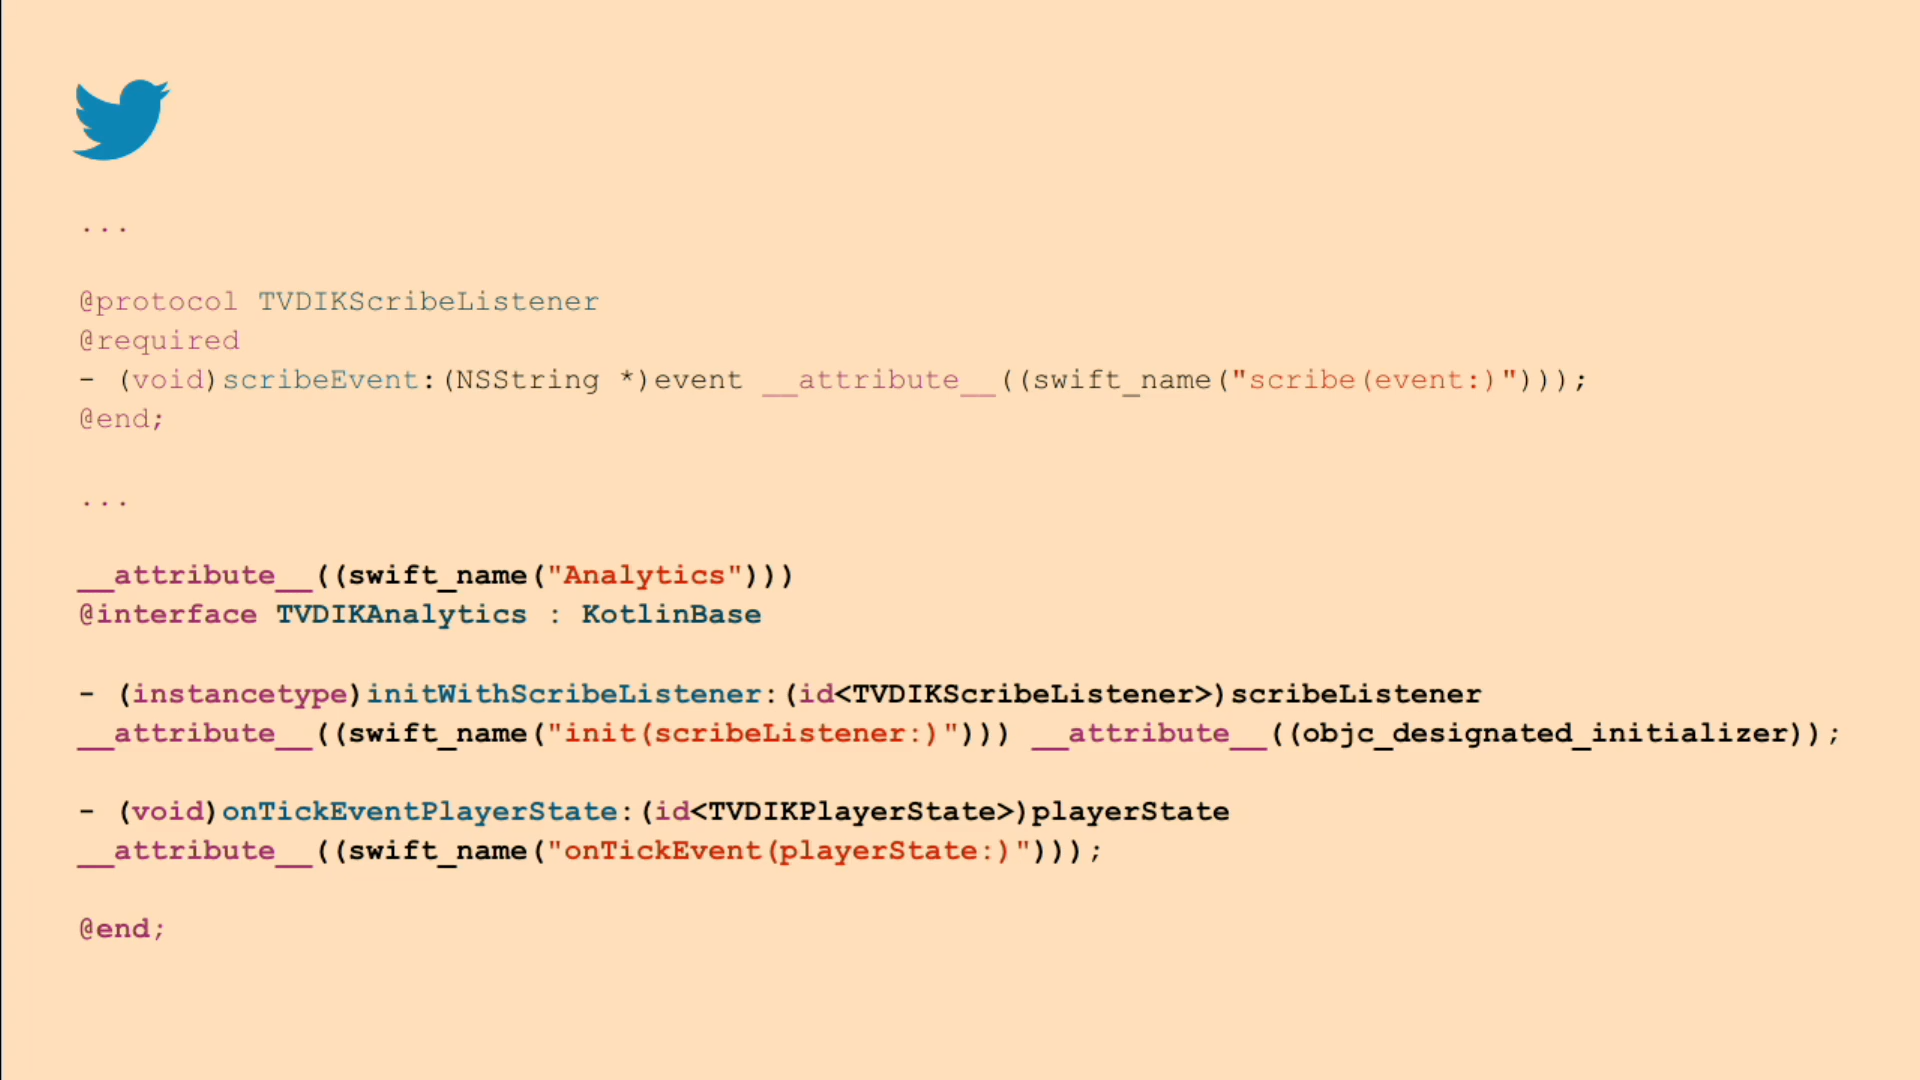 ...
@protocol TVDIKScribeListener
@required
- (void)scribeEvent:(NSString *)event __attribute__((swift_name("scribe(event:)")));
@end;
...
__attribute__((swift_name("Analytics")))
@interface TVDIKAnalytics : KotlinBase
- (instancetype)initWithScribeListener:(id<TVDIKScribeListener>)scribeListener
__attribute__((swift_name("init(scribeListener:)"))) __attribute__((objc_designated_initializer));
- (void)onTickEventPlayerState:(id<TVDIKPlayerState>)playerState
__attribute__((swift_name("onTickEvent(playerState:)")));
@end;